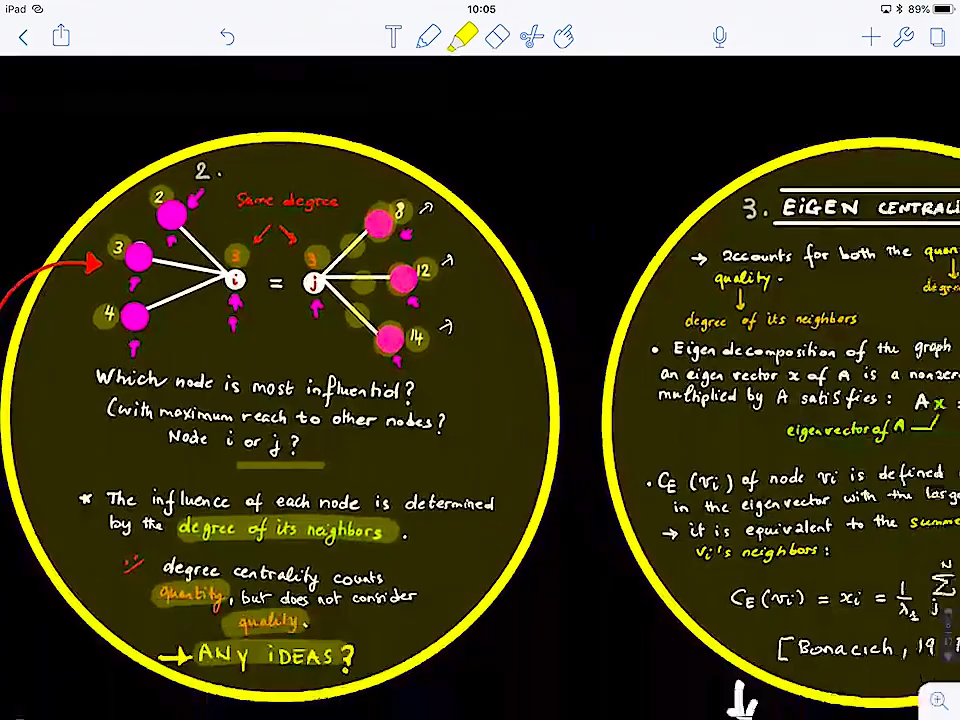 iPad
10:05
89%
T
2.
Same degree
2
3
4
3
i
=
3
j
8
12
14
Which node is most influential?
(with maximum reach to other nodes?
Node i or j?
* The influence of each node is determined
by the degree of its neighbors.
degree centrality counts
quantity, but does not consider
quality.
→ ANY iDEAS?
3. EiGEN CENTRALi
→ accounts for both the quan
quality.
degre
degree of its neighbors
• Eigen decomposition of the graph
an eigen vector x of A is a nonzero
multiplied by A satisfies: Ax =
eigenvector of A
• CE (vi) of node vi is defined
in the eigenvector with the larg
→ it is equivalent to the summe
vi's neighbors:
CE(vi) = xi = 1/λ1 Σ N j
[Bonacich, 19